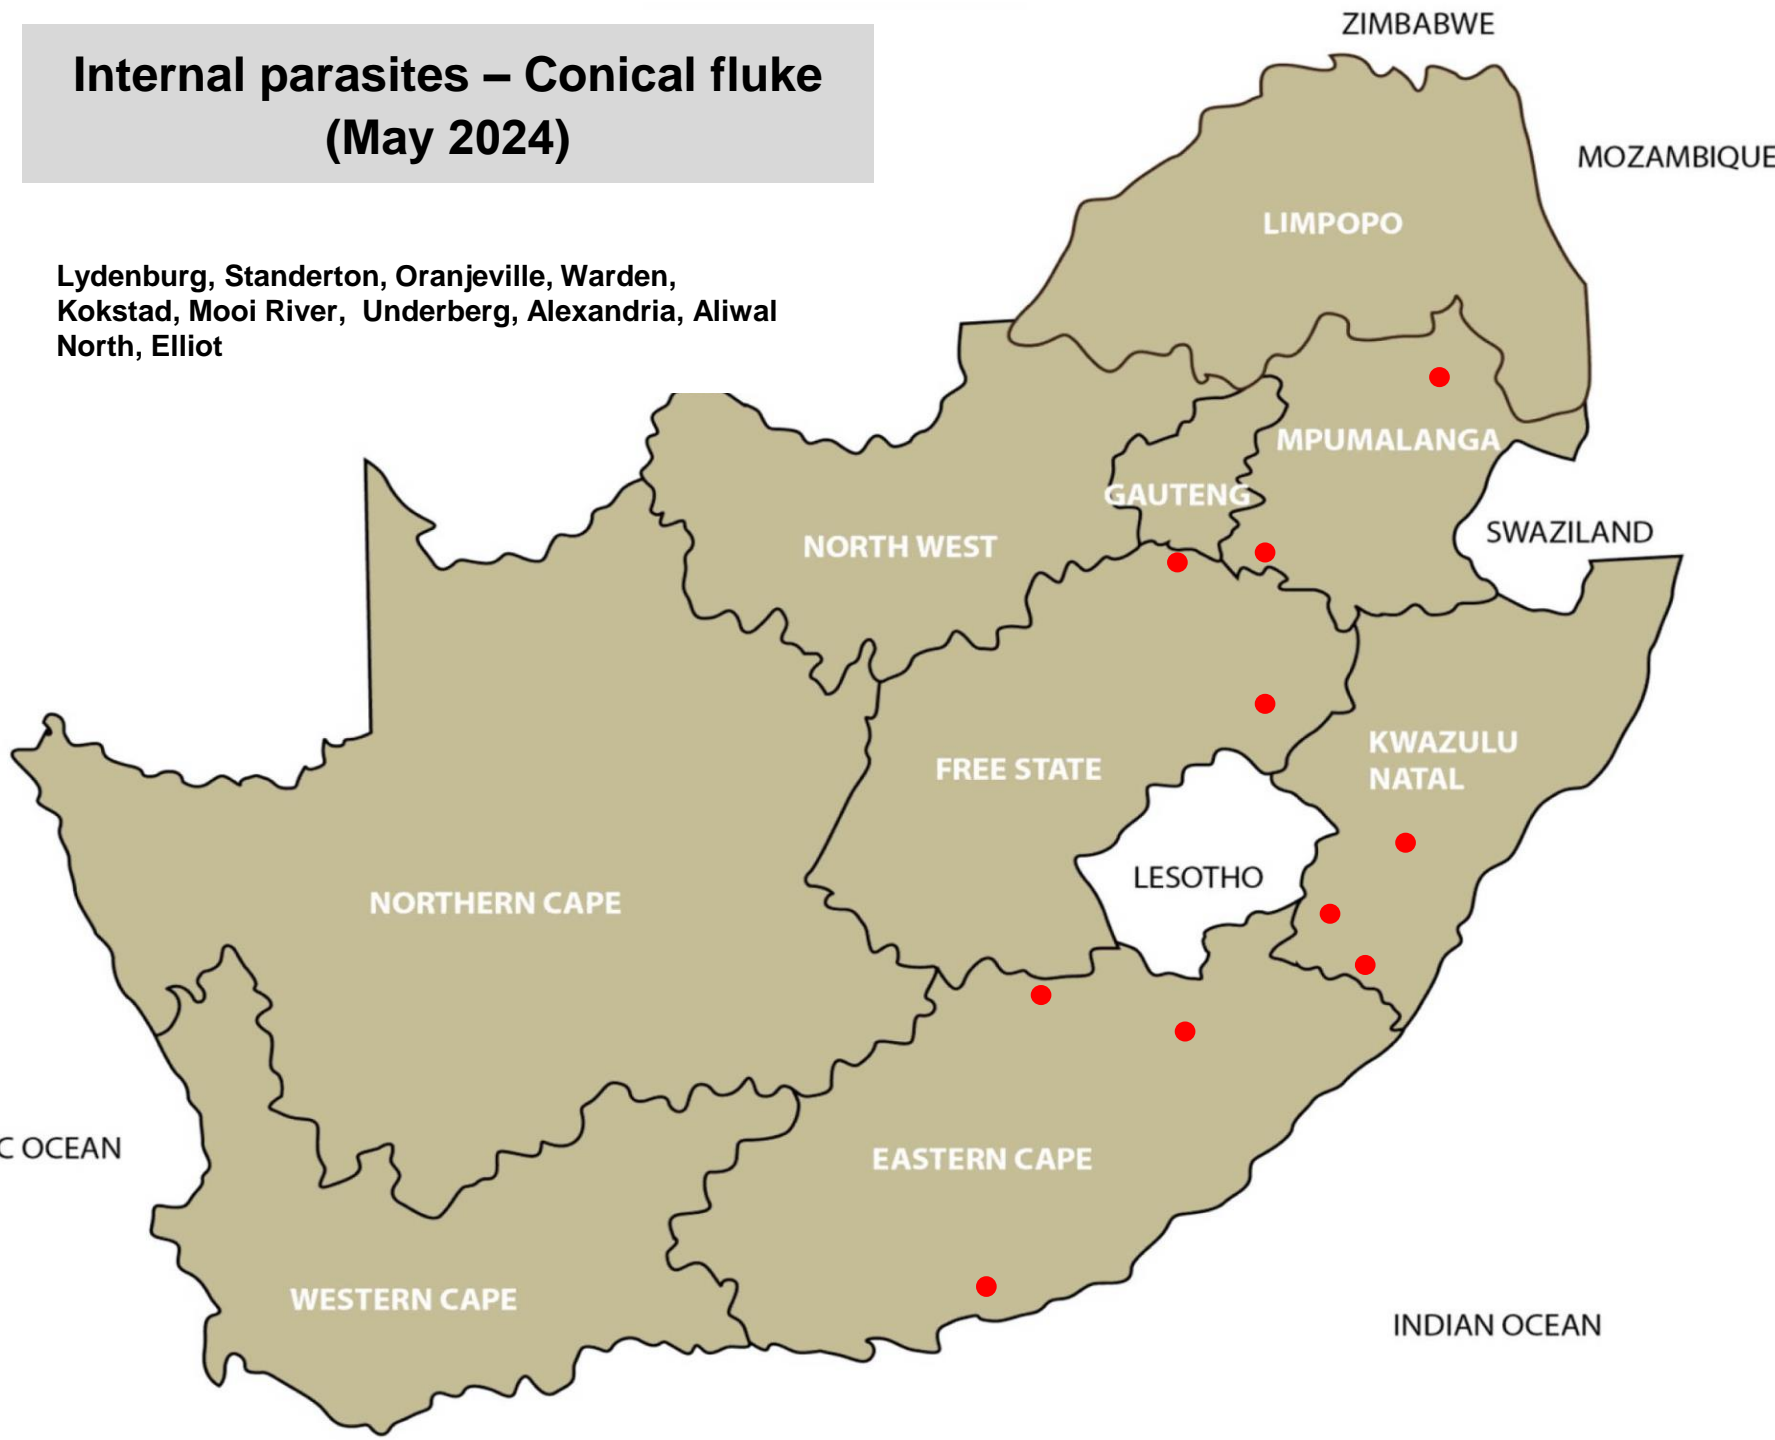 Internal parasites – Conical fluke
(May 2024)
Lydenburg, Standerton, Oranjeville, Warden,
Kokstad, Mooi River,  Underberg, Alexandria, Aliwal
North, Elliot
ZIMBABWE
MOZAMBIQUE
LIMPOPO
MPUMALANGA
GAUTENG
SWAZILAND
NORTH WEST
KWAZULU
NATAL
FREE STATE
LESOTHO
NORTHERN CAPE
C OCEAN
EASTERN CAPE
WESTERN CAPE
INDIAN OCEAN